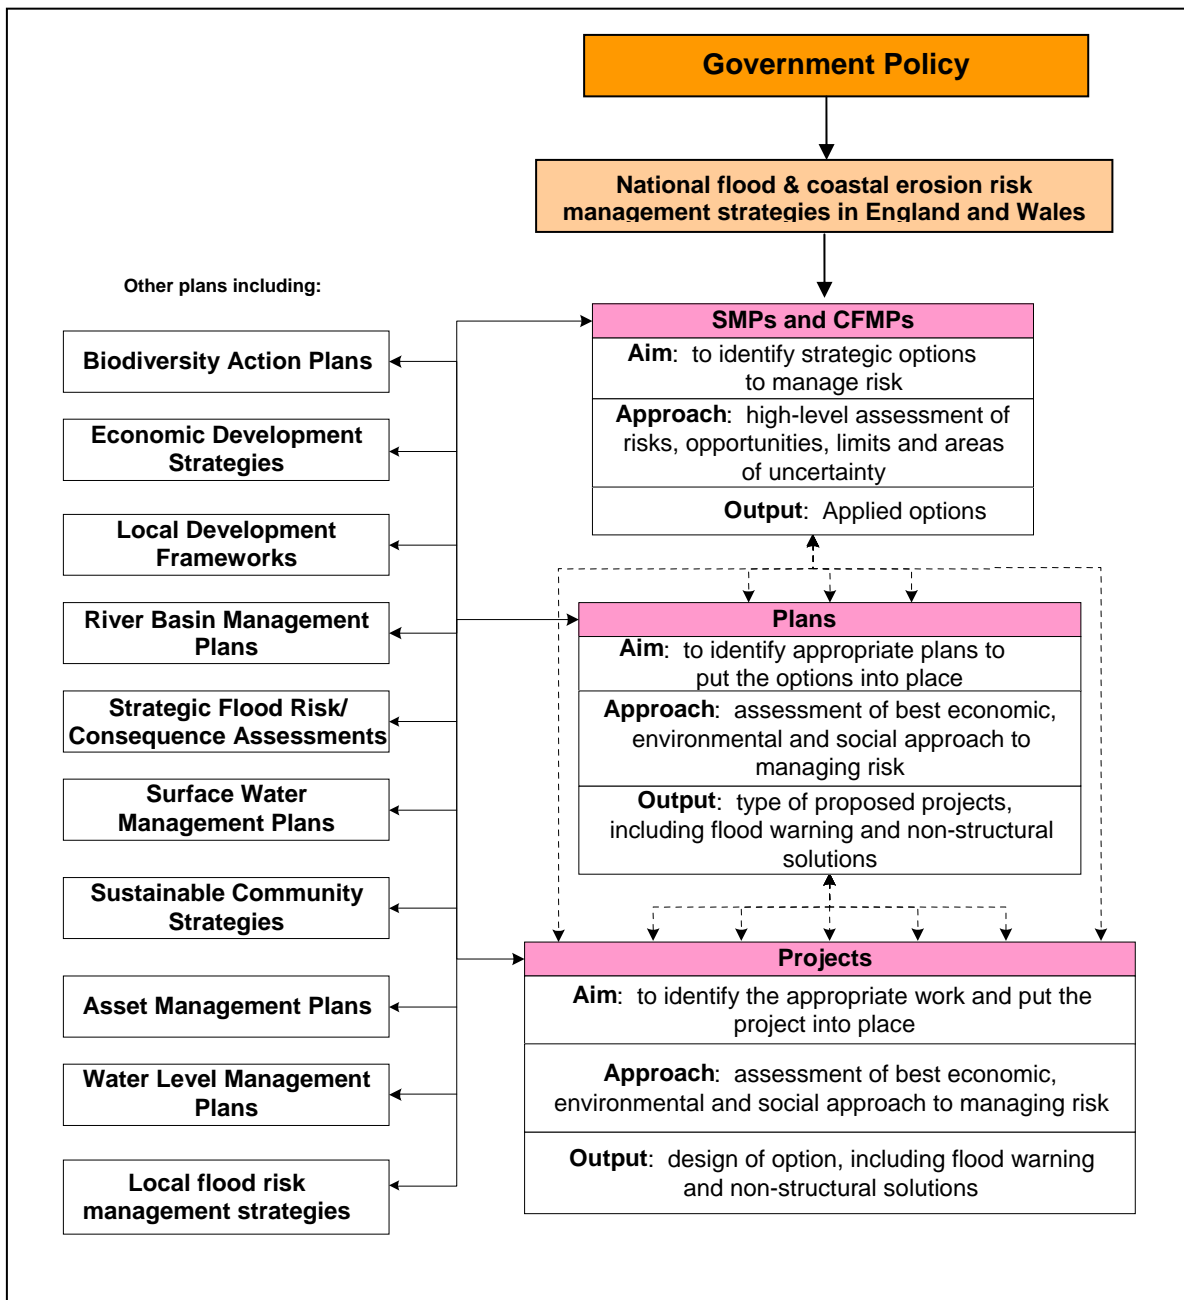 Government Policy
National flood & coastal erosion risk
management strategies in England and Wales
Other plans including:
Biodiversity Action Plans
Economic Development
Strategies
Local Development
Frameworks
River Basin Management
Plans
Strategic Flood Risk/
Consequence Assessments
Surface Water
Management Plans
Sustainable Community
Strategies
Asset Management Plans
Water Level Management
Plans
Local flood risk
management strategies
SMPs and CFMPs
Aim: to identify strategic options
to manage risk
Approach: high-level assessment of
risks, opportunities, limits and areas
of uncertainty
Output: Applied options
Plans
Aim: to identify appropriate plans to
put the options into place
Approach: assessment of best economic,
environmental and social approach to
managing risk
Output: type of proposed projects,
including flood warning and non-structural
solutions
Projects
Aim: to identify the appropriate work and put the
project into place
Approach: assessment of best economic,
environmental and social approach to managing risk
Output: design of option, including flood warning
and non-structural solutions